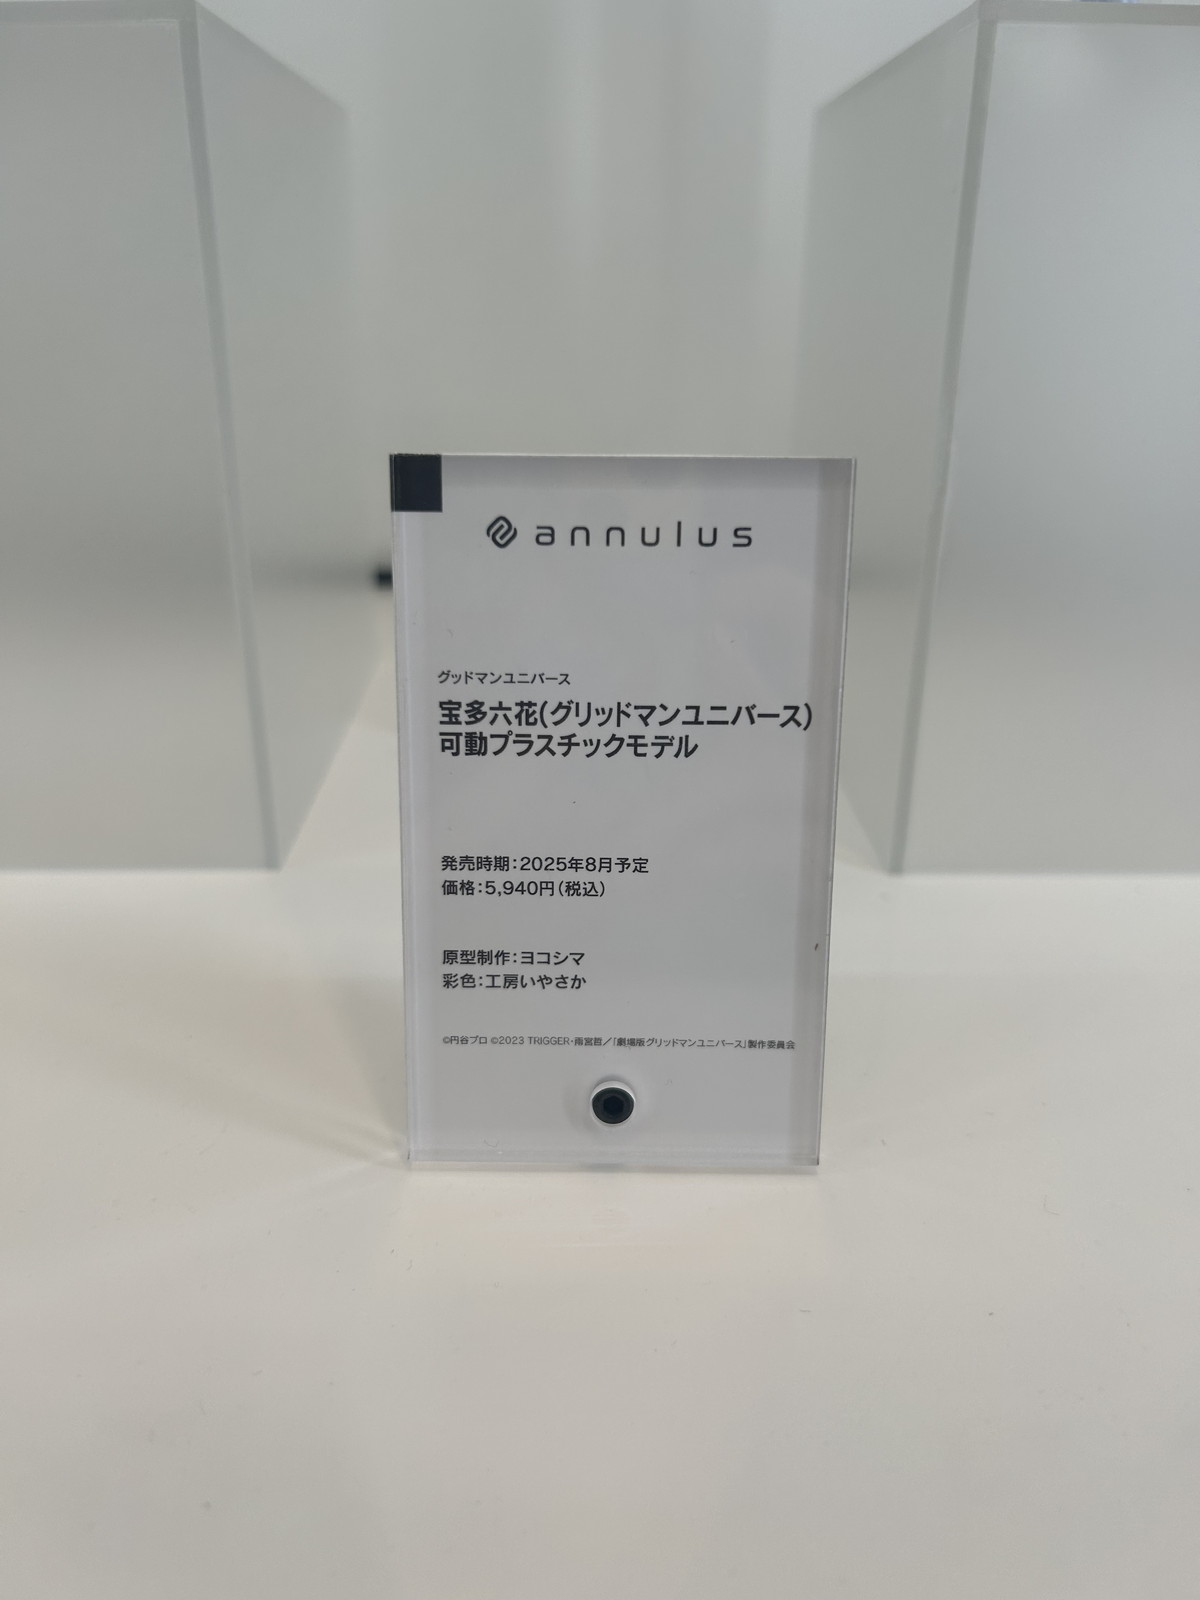 annulus
グッドマンユニバース
宝多六花(グリッドマンユニバース)
可動プラスチックモデル
発売時期:2025年8月予定
価格:5,940円(税込)
原型制作:ヨコシマ
彩色:工房いやさか
©円谷プロ ©2023 TRIGGER・雨宮哲/「劇場版グリッドマンユニバース」製作委員会